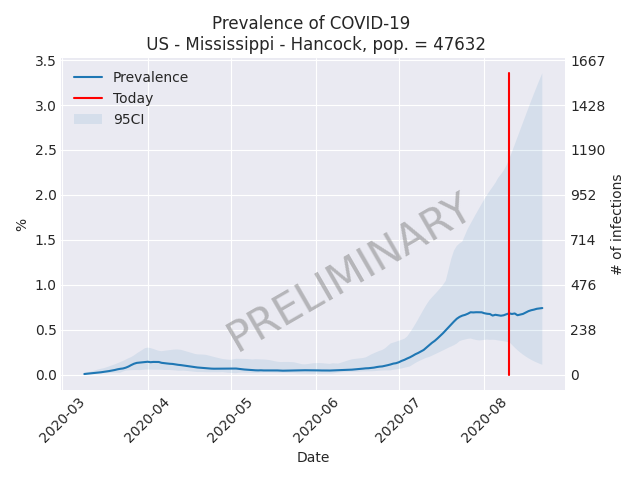 Prevalence of COVID-19
US - Mississippi - Hancock, pop. = 47632
3.5
3.0
2.5
2.0
1.5
1.0
0.5
0.0
%
Prevalence
Today
95CI
PRELIMINARY
1667
1428
1190
952
714
476
238
0
# of infections
2020-03
2020-04
2020-05
2020-06
2020-07
2020-08
Date